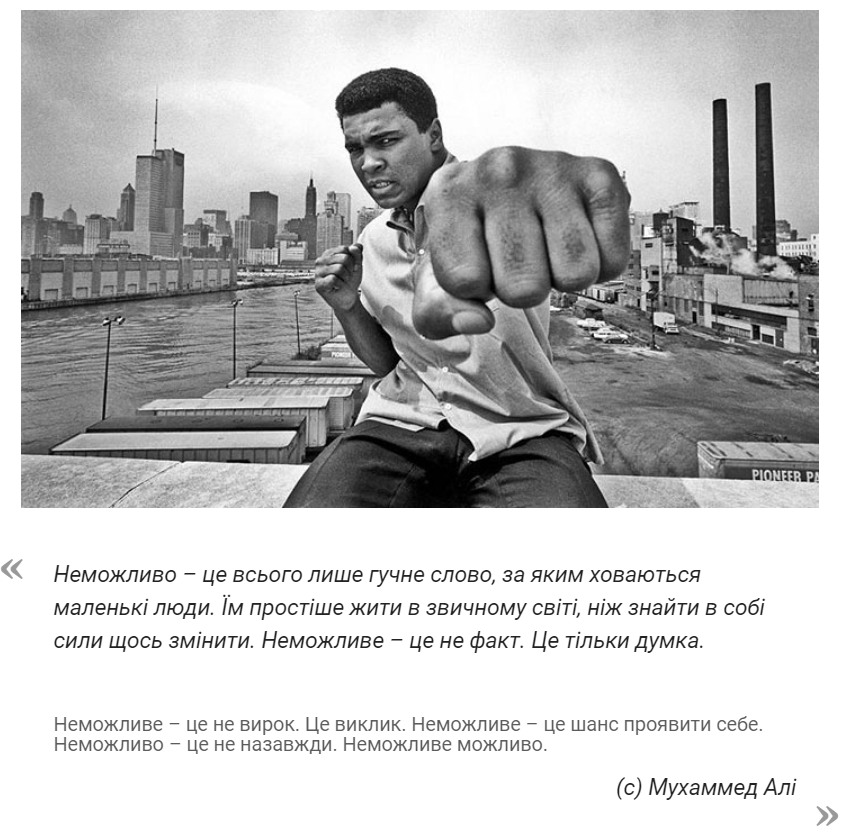 PIONEER
PIONEER PA
«
Неможливо – це всього лише гучне слово, за яким ховаються
маленькі люди. Їм простіше жити в звичному світі, ніж знайти в собі
сили щось змінити. Неможливе – це не факт. Це тільки думка.
Неможливе – це не вирок. Це виклик. Неможливе – це шанс проявити себе.
Неможливо – це не назавжди. Неможливе можливо.
(с) Мухаммед Алі
»